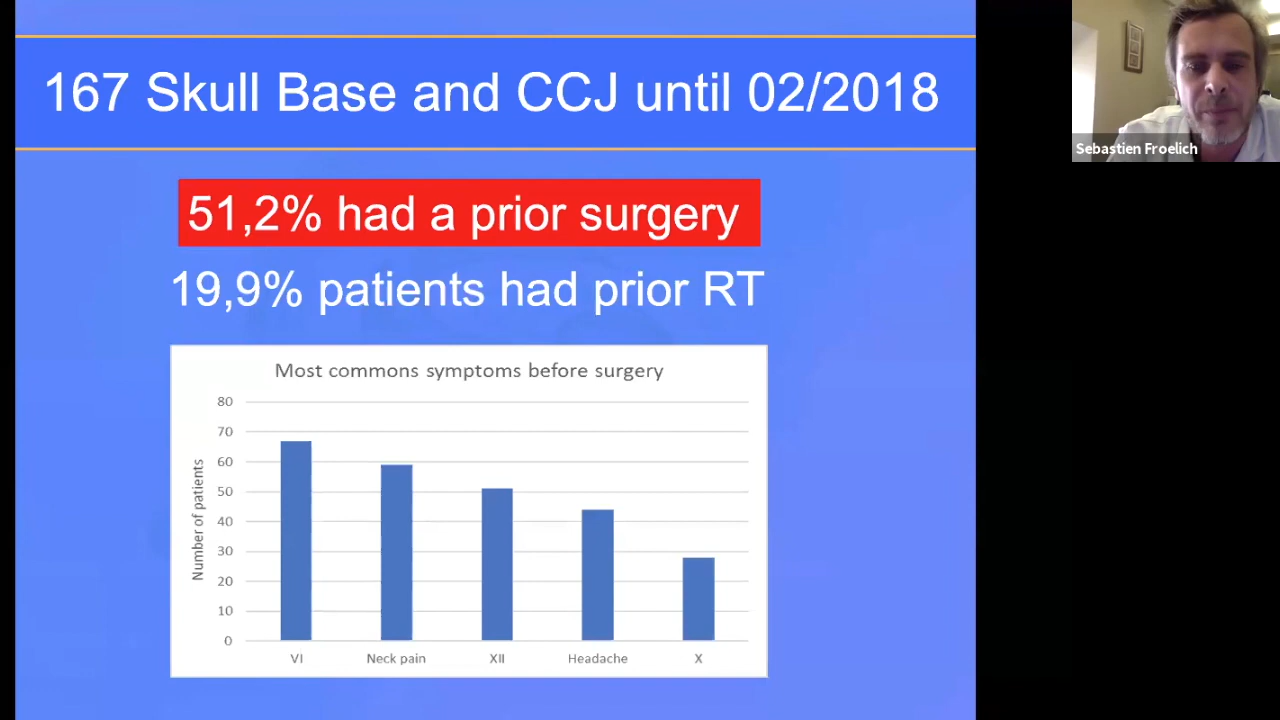 167 Skull Base and CCJ until 02/2018
Sebastien Froelich
51,2% had a prior surgery
19,9% patients had prior RT
Most commons symptoms before surgery
Number of patients
80
70
60
50
40
30
20
10
0
VI
Neck pain
XII
Headache
X